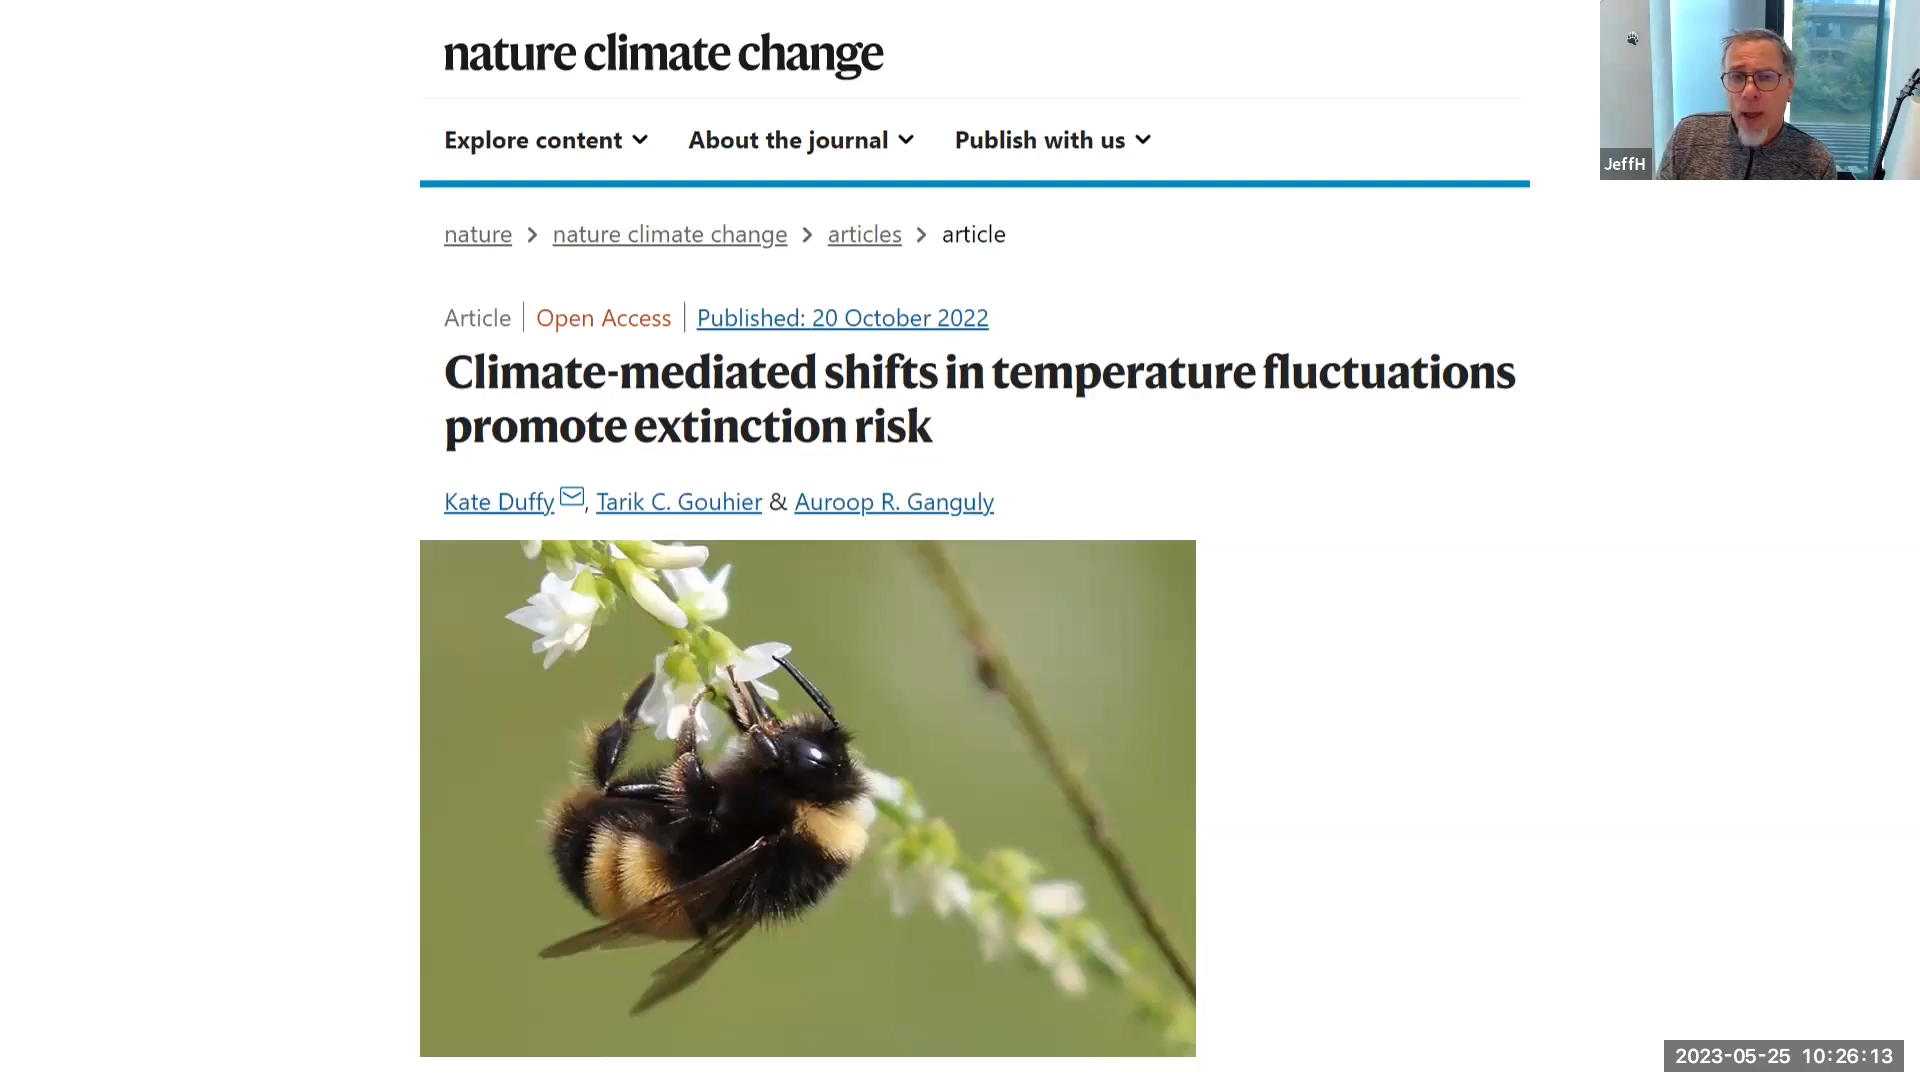 nature climate change
Explore content About the journal Publish with us
nature > nature climate change > articles > article
Article | Open Access | Published: 20 October 2022
Climate-mediated shifts in temperature fluctuations
promote extinction risk
Kate Duffy, Tarik C. Gouhier & Auroop R. Ganguly
JeffH
2023-05-25 10:26:13